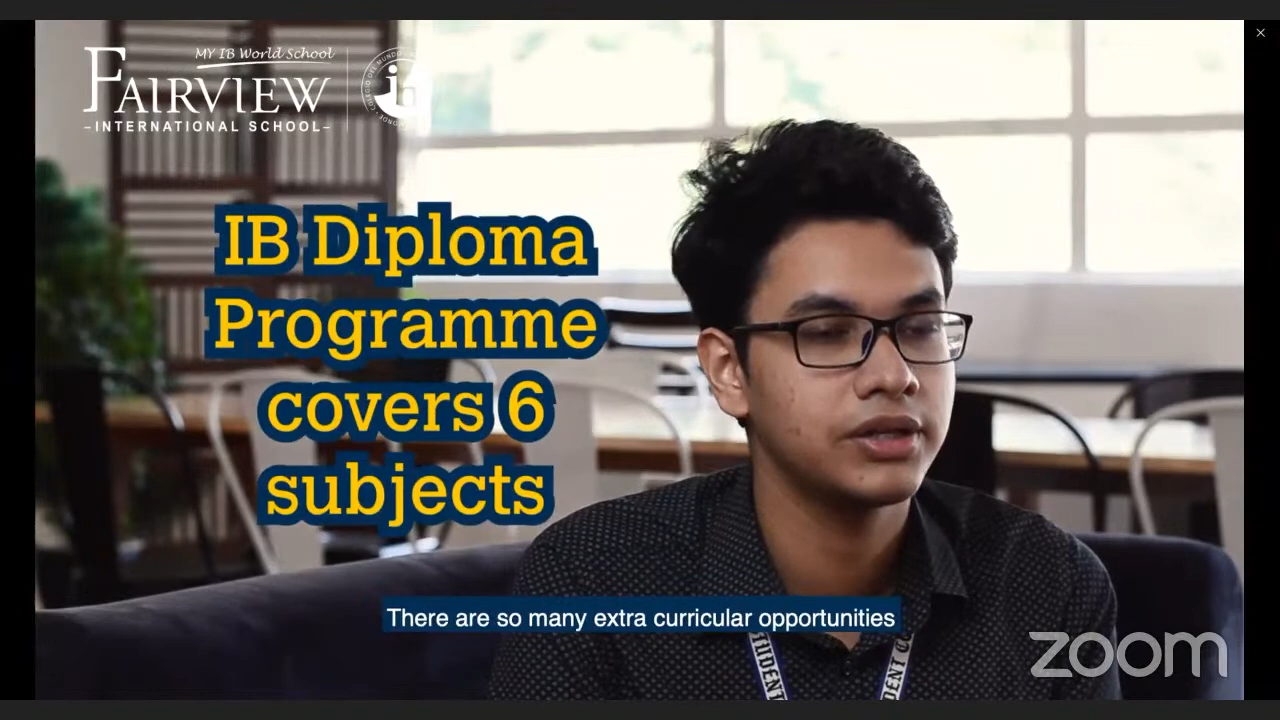 MY IB World School
FAIRVIEW
-INTERNATIONAL SCHOOL-
IB Diploma
Programme
covers 6
subjects
There are so many extra curricular opportunities
zoom